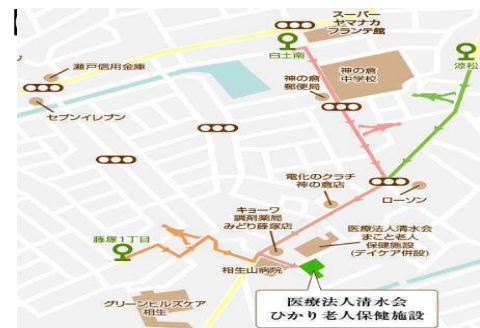 スーパー
ヤマナカ
フランテ館
白土南
滝松
瀬戸信用金庫
神の倉
中学校
神の倉
郵便局
セブンイレブン
電化のクラチ
神の倉店
ローソン
キョーワ
調剤薬局
みどり藤塚店
医療法人清水会
まこと老人
保健施設
(デイケア併設)
藤塚1丁目
相生山病院
グリーンヒルズケア
相生
医療法人清水会
ひかり老人保健施設